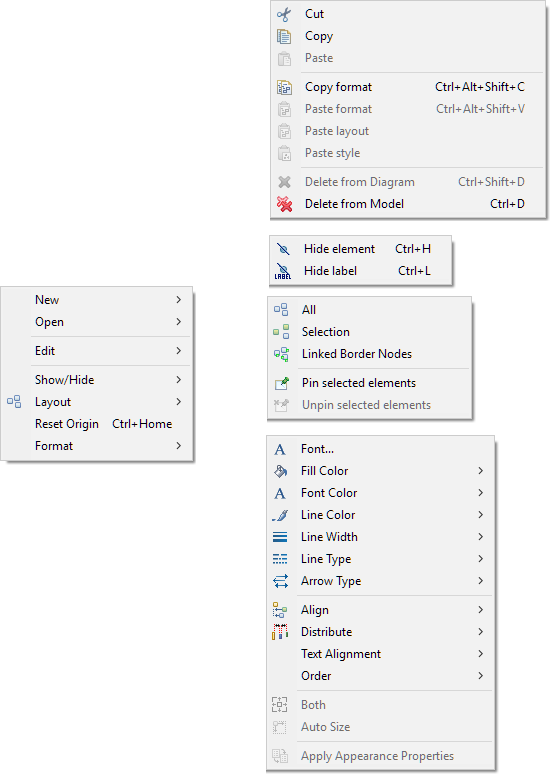 Cut
Copy
Paste
Copy format Ctrl+Alt+Shift+C
Paste format Ctrl+Alt+Shift+V
Paste layout
Paste style
Delete from Diagram Ctrl+Shift+D
Delete from Model Ctrl+D
Hide element Ctrl+H
LABEL Hide label Ctrl+L
New
Open
Edit
Show/Hide
Layout
Reset Origin Ctrl+Home
Format
All
Selection
Linked Border Nodes
Pin selected elements
Unpin selected elements
A Font...
Fill Color
A Font Color
Line Color
Line Width
Line Type
Arrow Type
Align
Distribute
Text Alignment
Order
Both
Auto Size
Apply Appearance Properties